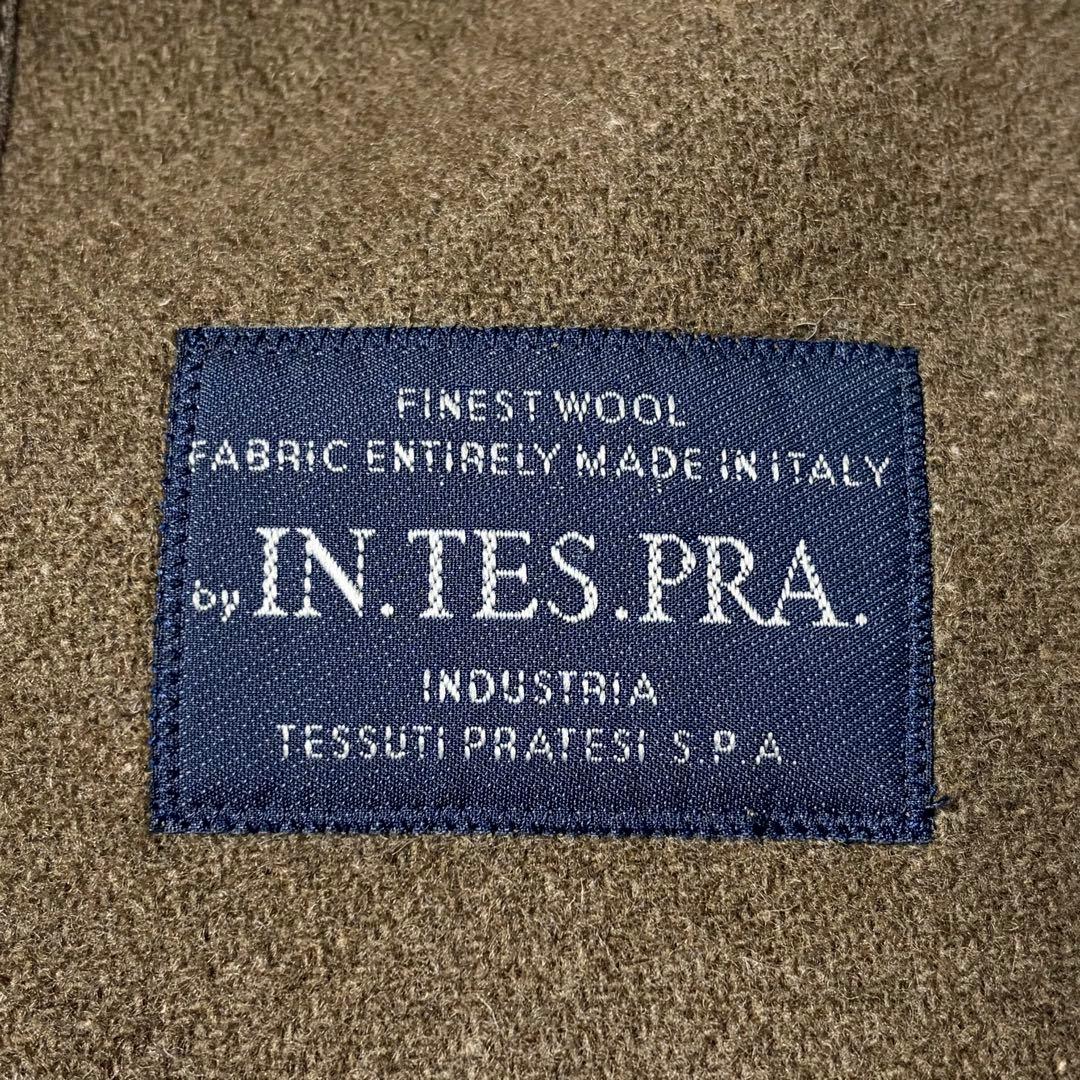 FINEST WOOL
FABRIC ENTIRELY MADE IN ITALY
by IN.TES.PRA.
INDUSTRIA
TESSUTI PRATESI S.P.A.